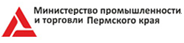 Министерство промышленности
и торговли Пермского края